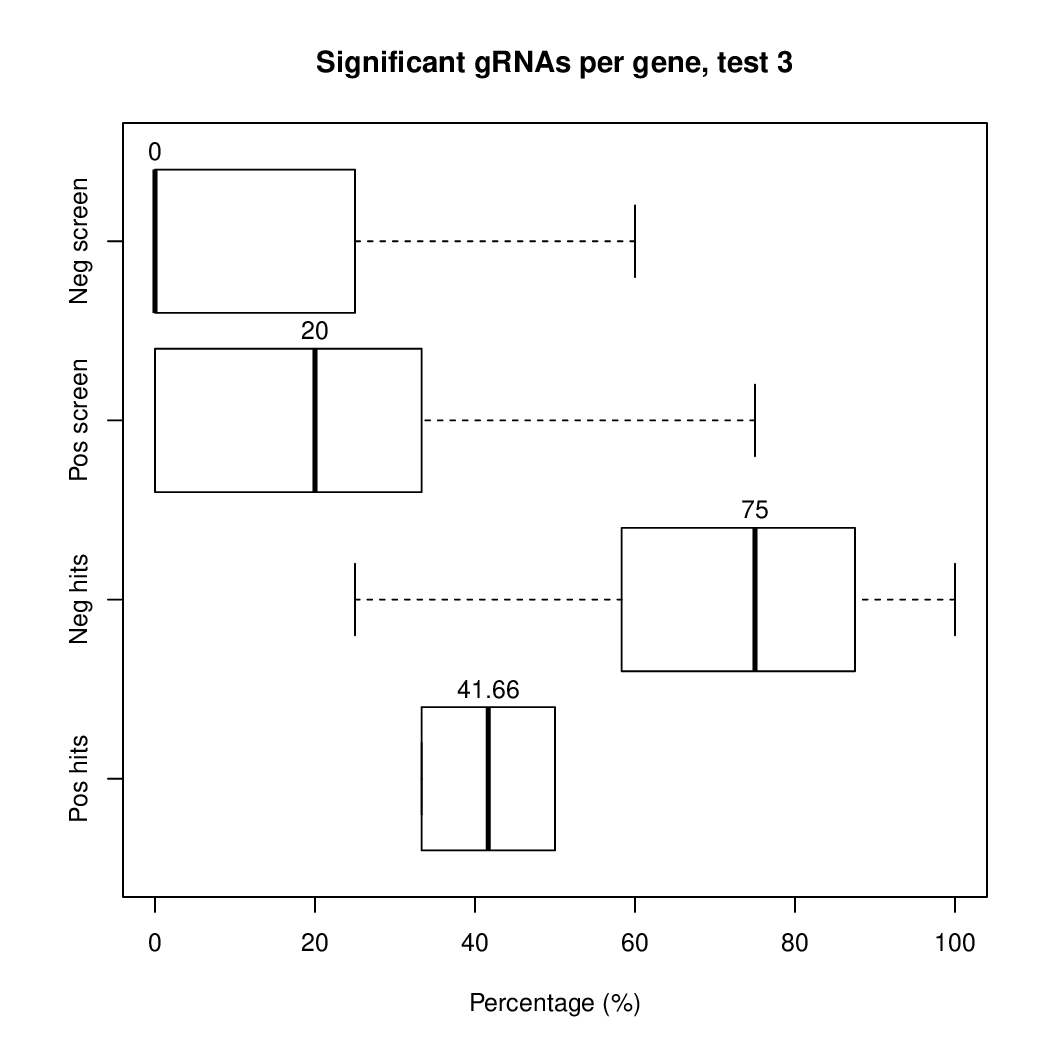 Significant gRNAs per gene, test 3
0
Neg screen
20
Pos screen
75
Neg hits
41.66
Pos hits
0 20 40 60 80 100
Percentage (%)